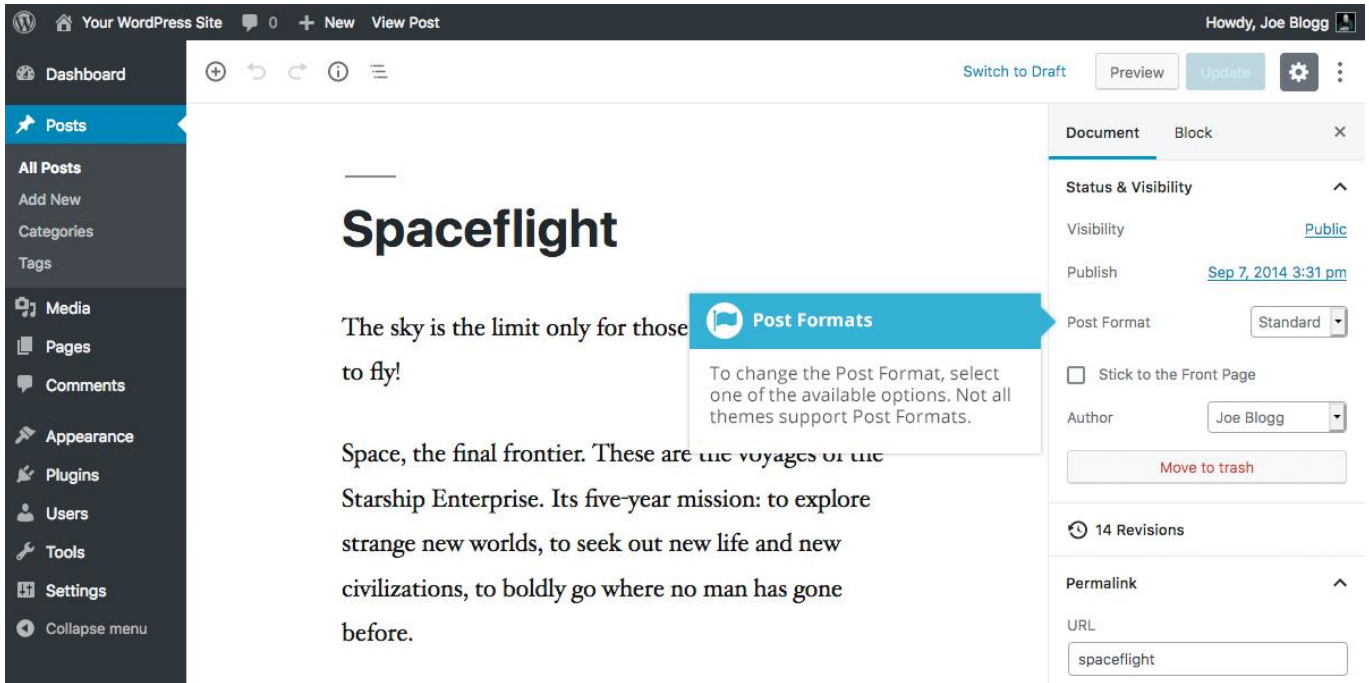 Your WordPress Site 0 New View Post Howdy, Joe Blogg
Dashboard
Posts
All Posts
Add New
Categories
Tags
Media
Pages
Comments
Appearance
Plugins
Users
Tools
Settings
Collapse menu
Switch to Draft Preview Update
Spaceflight
The sky is the limit only for those
to fly!
Space, the final frontier. These are the voyages of the
Starship Enterprise. Its five-year mission: to explore
strange new worlds, to seek out new life and new
civilizations, to boldly go where no man has gone
before.
Post Formats
To change the Post Format, select
one of the available options. Not all
themes support Post Formats.
Document Block
Status & Visibility
Visibility Public
Publish Sep 7, 2014 3:31 pm
Post Format Standard
Stick to the Front Page
Author Joe Blogg
Move to trash
14 Revisions
Permalink
URL
spaceflight